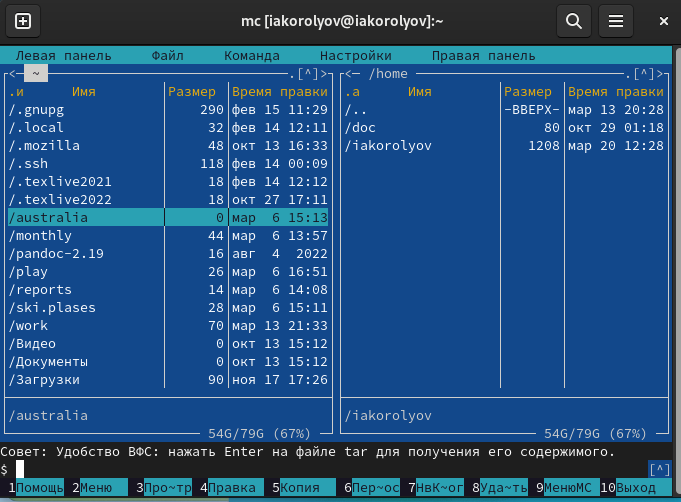 mc [iakorolyov@iakorolyov]:~
Левая панель Файл Команда Настройки Правая панель
<— ~ .[^]> <— /home .[^]>
.и Имя Размер Время правки .а Имя Размер Время правки
/.gnupg 290 фев 15 11:29 /.. -ВВЕРХ- мар 13 20:28
/.local 32 фев 14 12:11 /doc 80 окт 29 01:18
/.mozilla 48 окт 13 16:33 /iakorolyov 1208 мар 20 12:28
/.ssh 118 фев 14 00:09
/.texlive2021 18 фев 14 12:12
/.texlive2022 18 окт 27 17:11
/australia 0 мар 6 15:13
/monthly 44 мар 6 13:57
/pandoc-2.19 16 авг 4 2022
/play 26 мар 6 16:51
/reports 14 мар 6 14:08
/ski.plases 28 мар 6 15:11
/work 70 мар 13 21:33
/Видео 0 окт 13 15:12
/Документы 0 окт 13 15:12
/Загрузки 90 ноя 17 17:26
/australia /iakorolyov
54G/79G (67%) 54G/79G (67%)
Совет: Удобство ВФС: нажать Enter на файле tar для получения его содержимого.
$ [^]
1Помощь 2Меню 3Про~тр 4Правка 5Копия 6Пер~ос 7НвК~ог 8Уда~ть 9МенюMC 10Выход